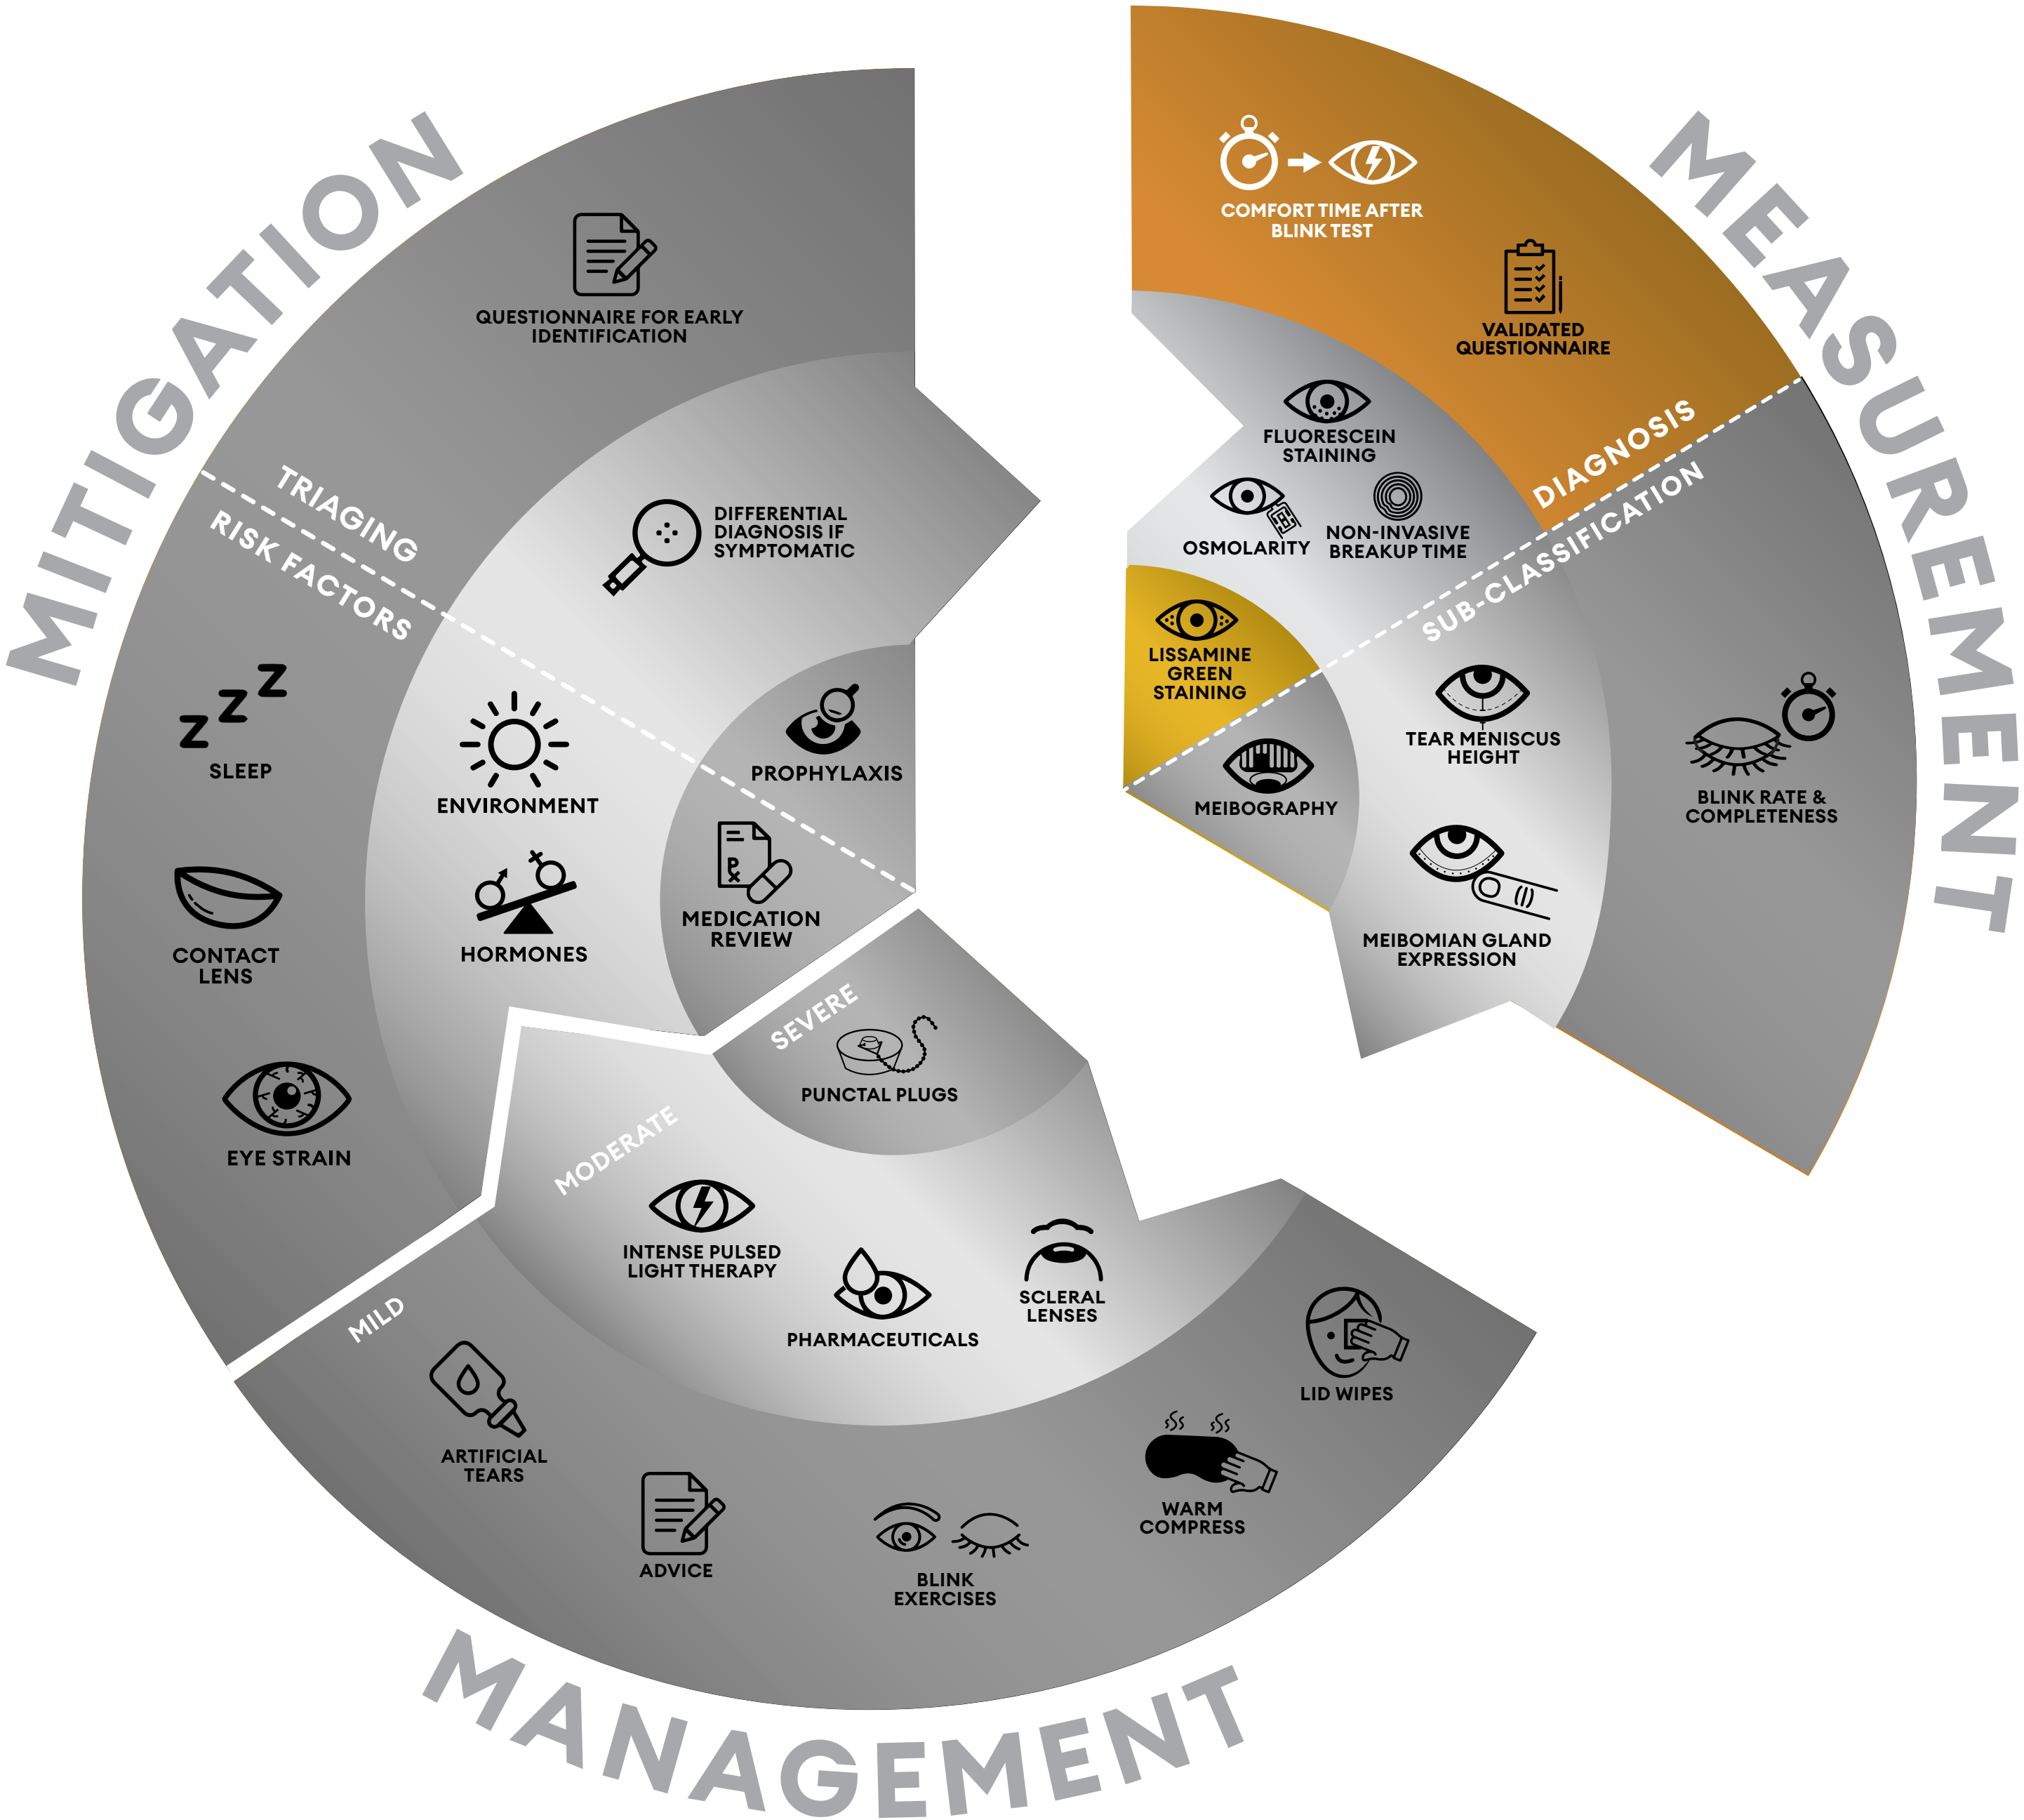 MITIGATION
QUESTIONNAIRE FOR EARLY
IDENTIFICATION
DIFFERENTIAL
DIAGNOSIS IF
SYMPTOMATIC
PROPHYLAXIS
TRIAGING
RISK FACTORS
Z Z Z
SLEEP
ENVIRONMENT
CONTACT
LENS
HORMONES
Rx
MEDICATION
REVIEW
EYE STRAIN
MEASUREMENT
COMFORT TIME AFTER
BLINK TEST
VALIDATED
QUESTIONNAIRE
FLUORESCEIN
STAINING
OSMOLARITY
NON-INVASIVE
BREAKUP TIME
LISSAMINE
GREEN
STAINING
DIAGNOSIS
SUB-CLASSIFICATION
TEAR MENISCUS
HEIGHT
MEIBOGRAPHY
BLINK RATE &
COMPLETENESS
MEIBOMIAN GLAND
EXPRESSION
MANAGEMENT
SEVERE
PUNCTAL PLUGS
MODERATE
INTENSE PULSED
LIGHT THERAPY
PHARMACEUTICALS
SCLERAL
LENSES
MILD
ARTIFICIAL
TEARS
ADVICE
BLINK
EXERCISES
WARM
COMPRESS
LID WIPES